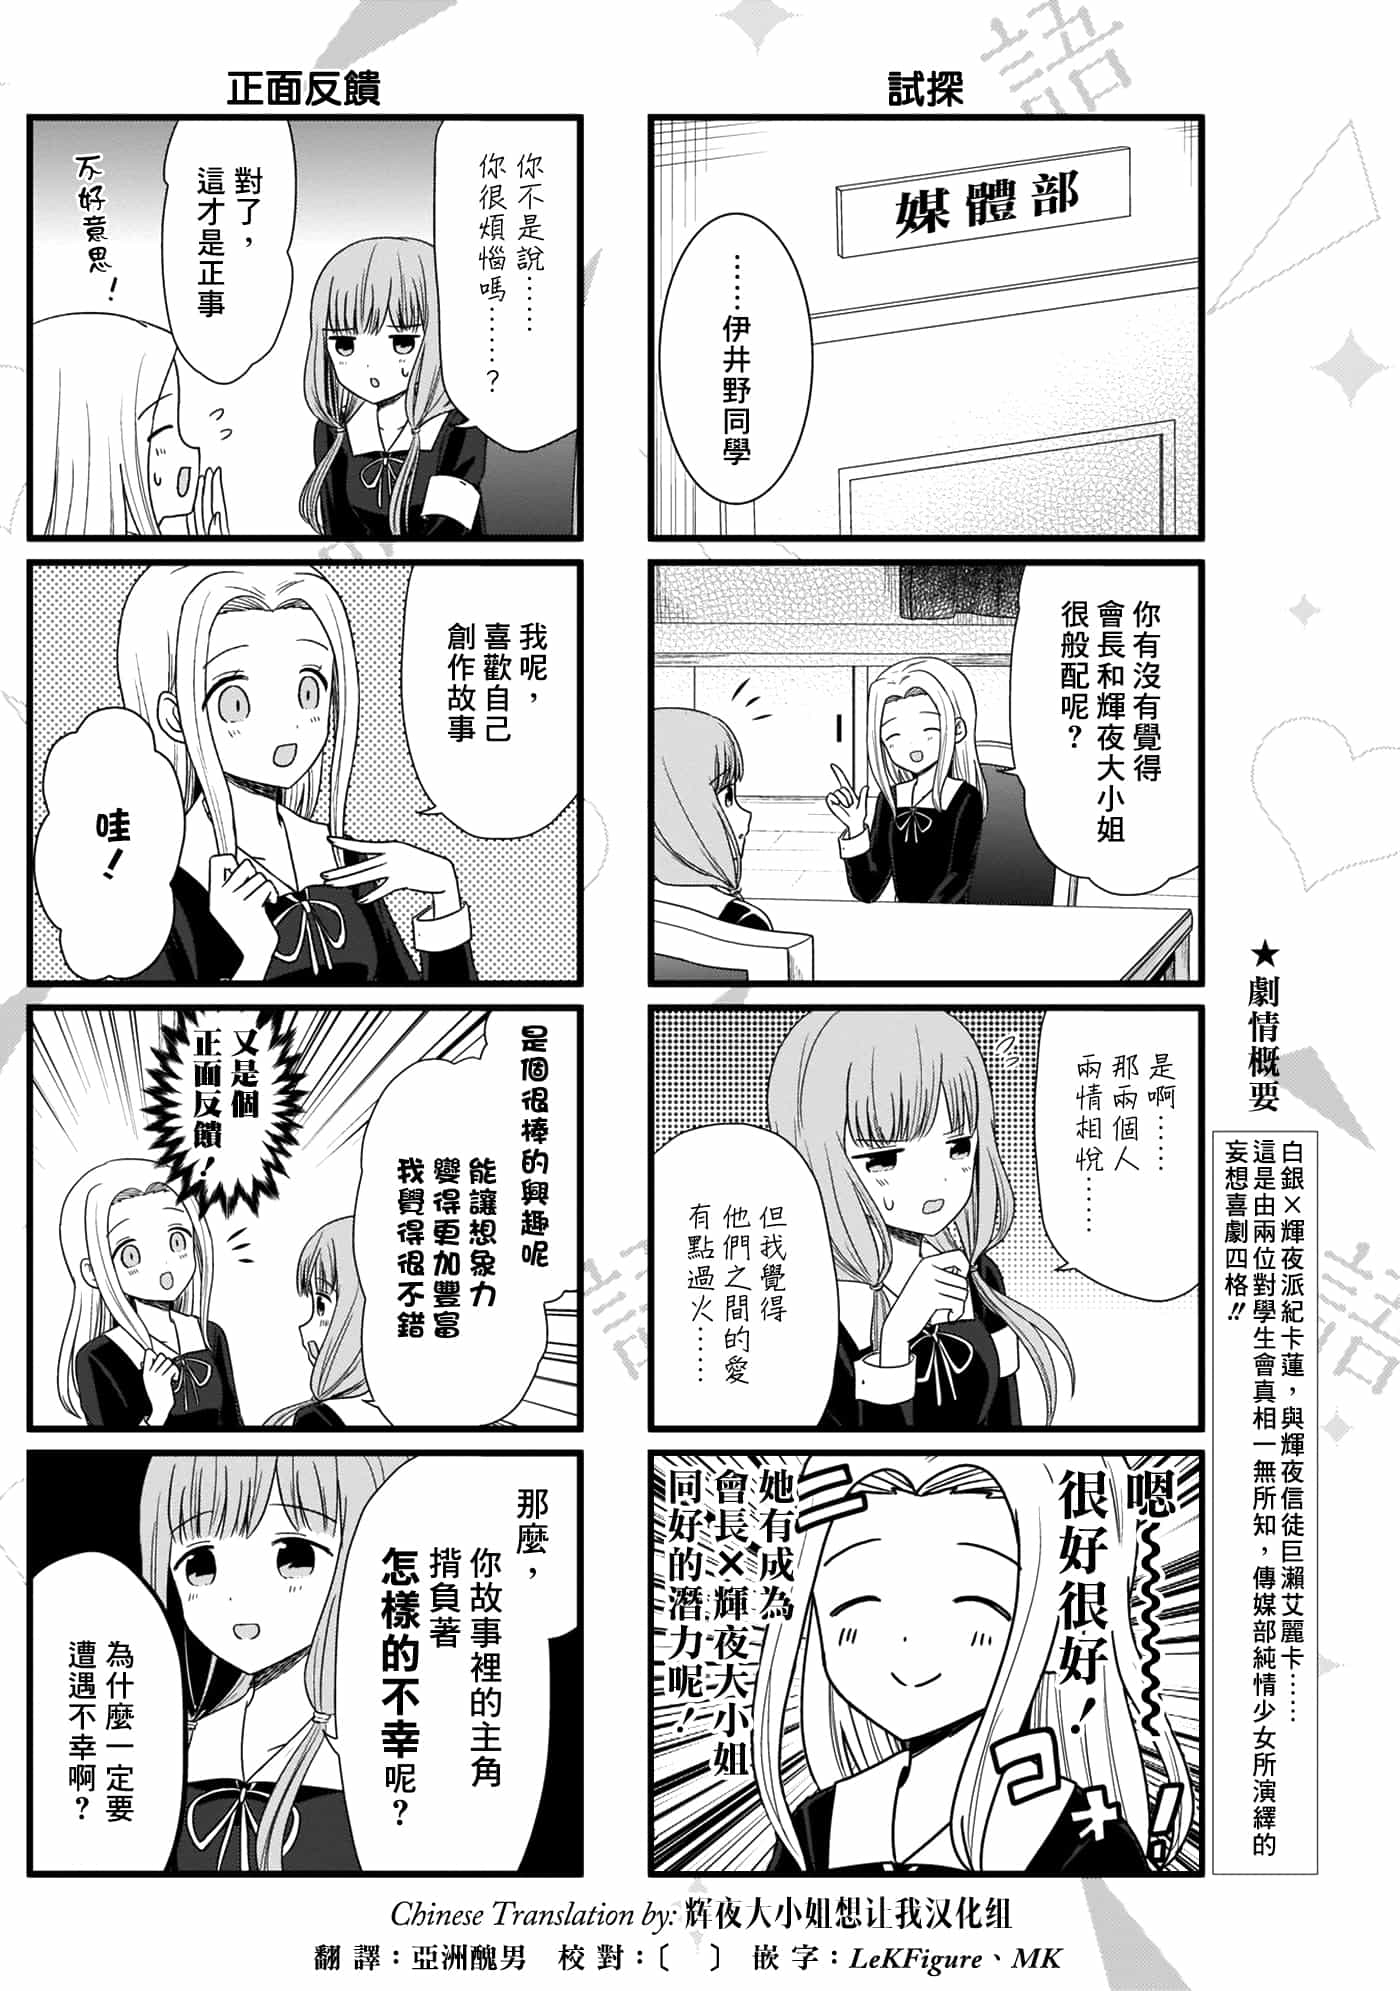 試探
媒體部
……伊井野同學
你有沒有覺得
會長和輝夜大小姐
很般配呢？
是啊……
那兩個人
兩情相悅……
但我覺得
他們之間的愛
有點過火……
嗯~~~~
很好很好！
她有成為
會長×輝夜大小姐
同好的潛力呢！
ニコォ！
正面反饋
你不是說……
你很煩惱嗎……？
對了，
這才是正事
不好意思！
我呢，
喜歡自己
創作故事
哇！
是個很棒的興趣呢
能讓想象力
變得更加豐富
我覺得很不錯
又是個
正面反饋！
那麼，
你故事裡的主角
揹負著
怎樣的不幸呢？
為什麼一定要
遭遇不幸啊？
★劇情概要
白銀×輝夜派紀卡蓮，與輝夜信徒巨瀨艾麗卡……
這是由兩位對學生會真相一無所知，傳媒部純情少女所演繹的
妄想喜劇四格!!
語
語
語
Chinese Translation by: 辉夜大小姐想让我汉化组
翻譯：亞洲醜男 校對：〔 〕 嵌字：LeKFigure、MK